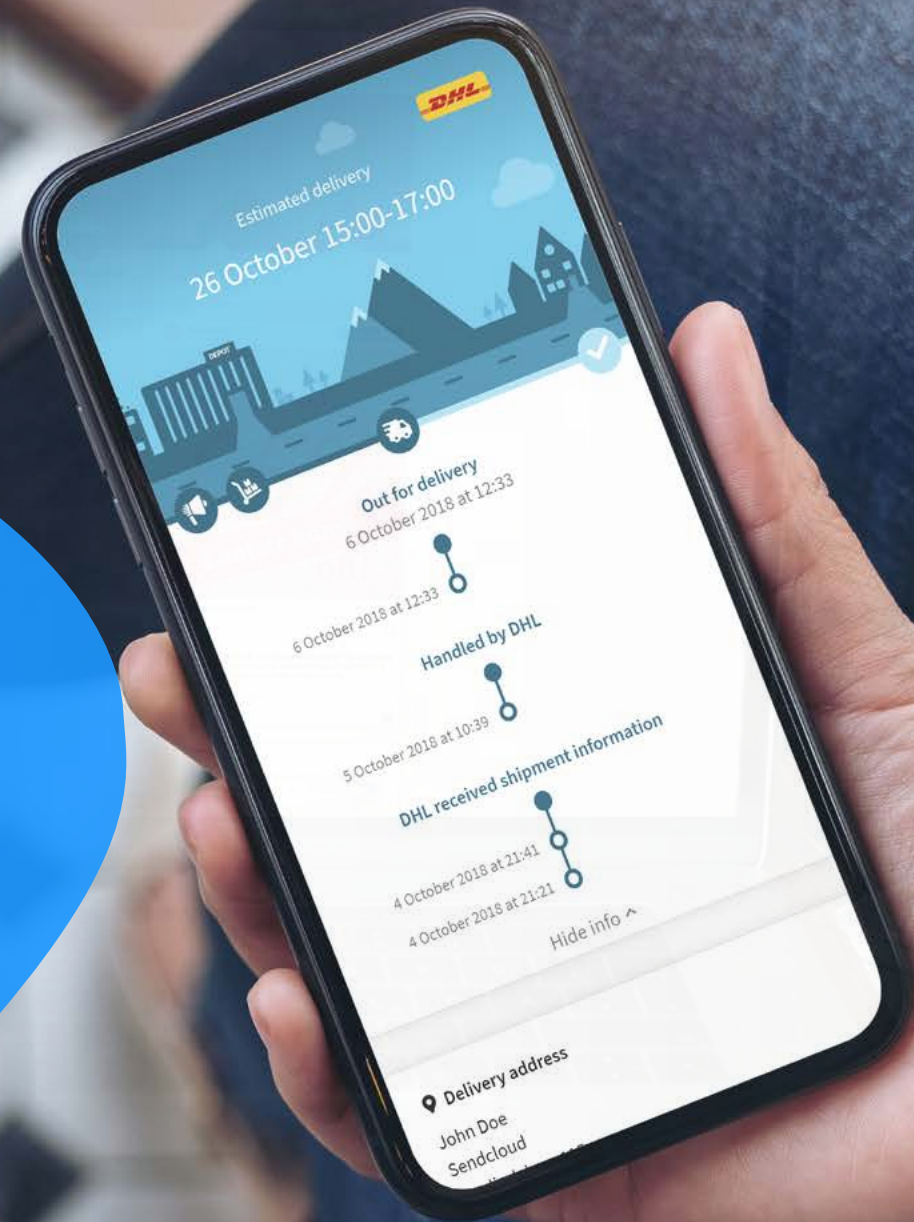 DHL
Estimated delivery
26 October 15:00-17:00
DEPOT
Out for delivery
6 October 2018 at 12:33
6 October 2018 at 12:33
Handled by DHL
5 October 2018 at 10:39
DHL received shipment information
4 October 2018 at 21:41
4 October 2018 at 21:21
Hide info
Delivery address
John Doe
Sendcloud